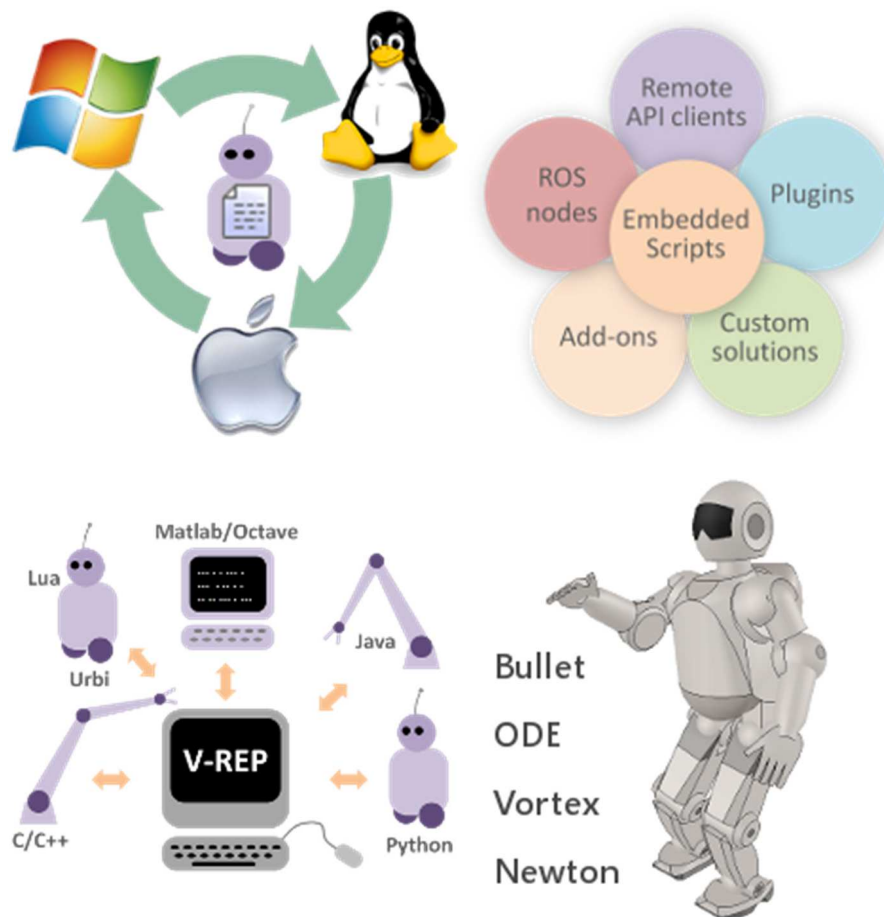 Remote
API clients
ROS
nodes
Plugins
Embedded
Scripts
Add-ons
Custom
solutions
Matlab/Octave
Lua
Java
Urbi
V-REP
C/C++
Python
Bullet
ODE
Vortex
Newton